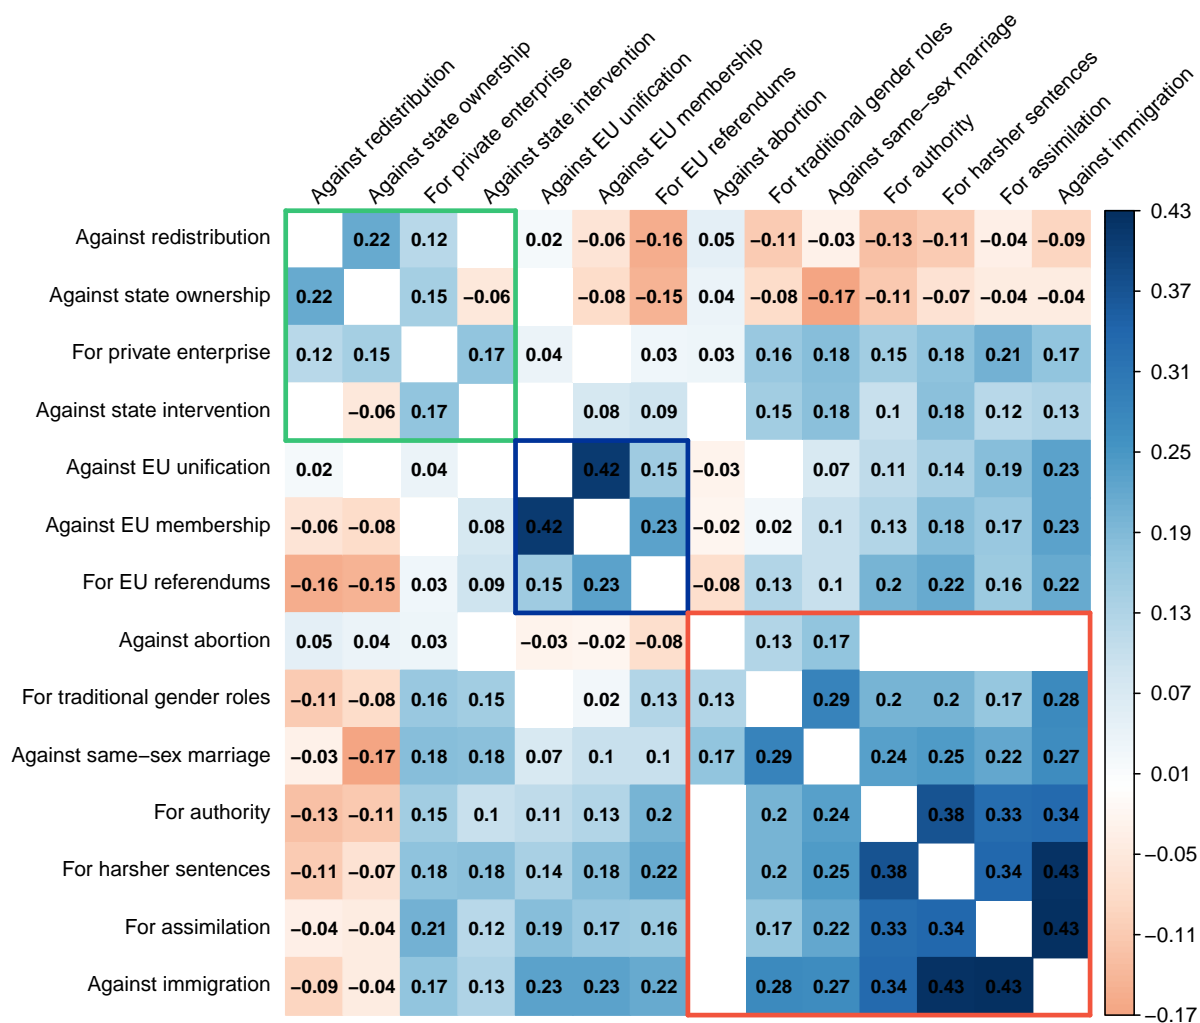 Against redistribution
Against state ownership
For private enterprise
Against state intervention
Against EU unification
Against EU membership
For EU referendums
Against abortion
For traditional gender roles
Against same−sex marriage
For authority
For harsher sentences
For assimilation
Against immigration
Against redistribution 0.22 0.12 0.02 −0.06 −0.16 0.05 −0.11 −0.03 −0.13 −0.11 −0.04 −0.09
Against state ownership 0.22 0.15 −0.06 −0.08 −0.15 0.04 −0.08 −0.17 −0.11 −0.07 −0.04 −0.04
For private enterprise 0.12 0.15 0.17 0.04 0.03 0.03 0.16 0.18 0.15 0.18 0.21 0.17
Against state intervention −0.06 0.17 0.08 0.09 0.15 0.18 0.1 0.18 0.12 0.13
Against EU unification 0.02 0.04 0.42 0.15 −0.03 0.07 0.11 0.14 0.19 0.23
Against EU membership −0.06 −0.08 0.08 0.42 0.23 −0.02 0.02 0.1 0.13 0.18 0.17 0.23
For EU referendums −0.16 −0.15 0.03 0.09 0.15 0.23 −0.08 0.13 0.1 0.2 0.22 0.16 0.22
Against abortion 0.05 0.04 0.03 −0.03 −0.02 −0.08 0.13 0.17
For traditional gender roles −0.11 −0.08 0.16 0.15 0.02 0.13 0.13 0.29 0.2 0.2 0.17 0.28
Against same−sex marriage −0.03 −0.17 0.18 0.18 0.07 0.1 0.1 0.17 0.29 0.24 0.25 0.22 0.27
For authority −0.13 −0.11 0.15 0.1 0.11 0.13 0.2 0.2 0.24 0.38 0.33 0.34
For harsher sentences −0.11 −0.07 0.18 0.18 0.14 0.18 0.22 0.2 0.25 0.38 0.34 0.43
For assimilation −0.04 −0.04 0.21 0.12 0.19 0.17 0.16 0.17 0.22 0.33 0.34 0.43
Against immigration −0.09 −0.04 0.17 0.13 0.23 0.23 0.22 0.28 0.27 0.34 0.43 0.43
0.43
0.37
0.31
0.25
0.19
0.13
0.07
0.01
−0.05
−0.11
−0.17